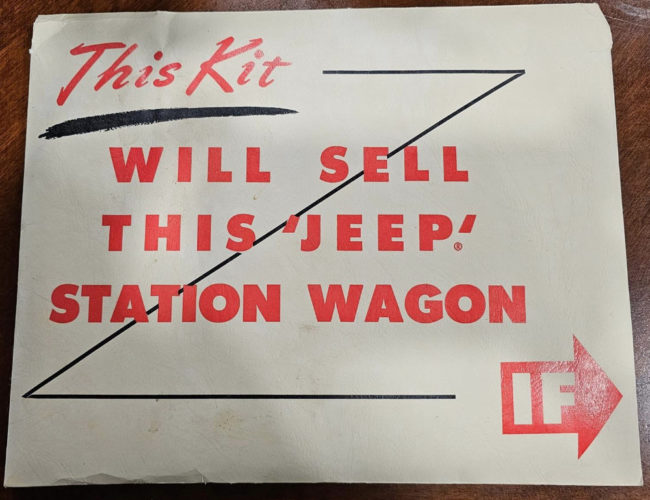 This Kit
WILL SELL
THIS 'JEEP'®
STATION WAGON
IF